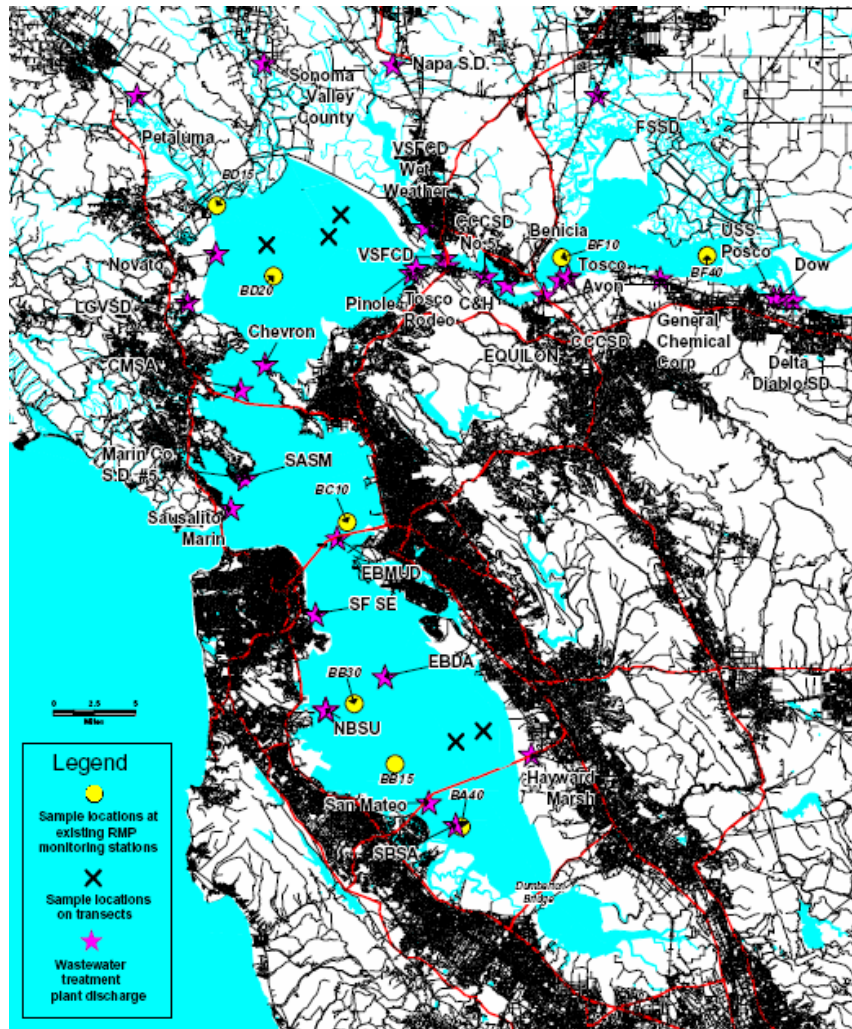 Napa S.D.
Sonoma
Valley
County
FSSD
Petaluma
VSFCD
Wet
Weather
BD15
CCCSD
No.5
Benicia
BF10
USS-
Posco
VSFCD
Novato
BD20
Tosco
Avon
BF40
Dow
LGVSD
Pinole
Tosco
Rodeo
C&H
Chevron
General
Chemical
Corp
CMSA
EQUILON
CCCSD
Delta
Diablo SD
Marin Co.
S.D. #5
SASM
BC10
Sausalito
Marin
EBMUD
SF SE
EBDA
BB30
NBSU
0 2.5 5
Miles
BB15
Hayward
Marsh
San Mateo
BA40
SBSA
Dumbarton
Bridge
Legend
Sample locations at
existing RMP
monitoring stations
Sample locations
on transects
Wastewater
treatment
plant discharge